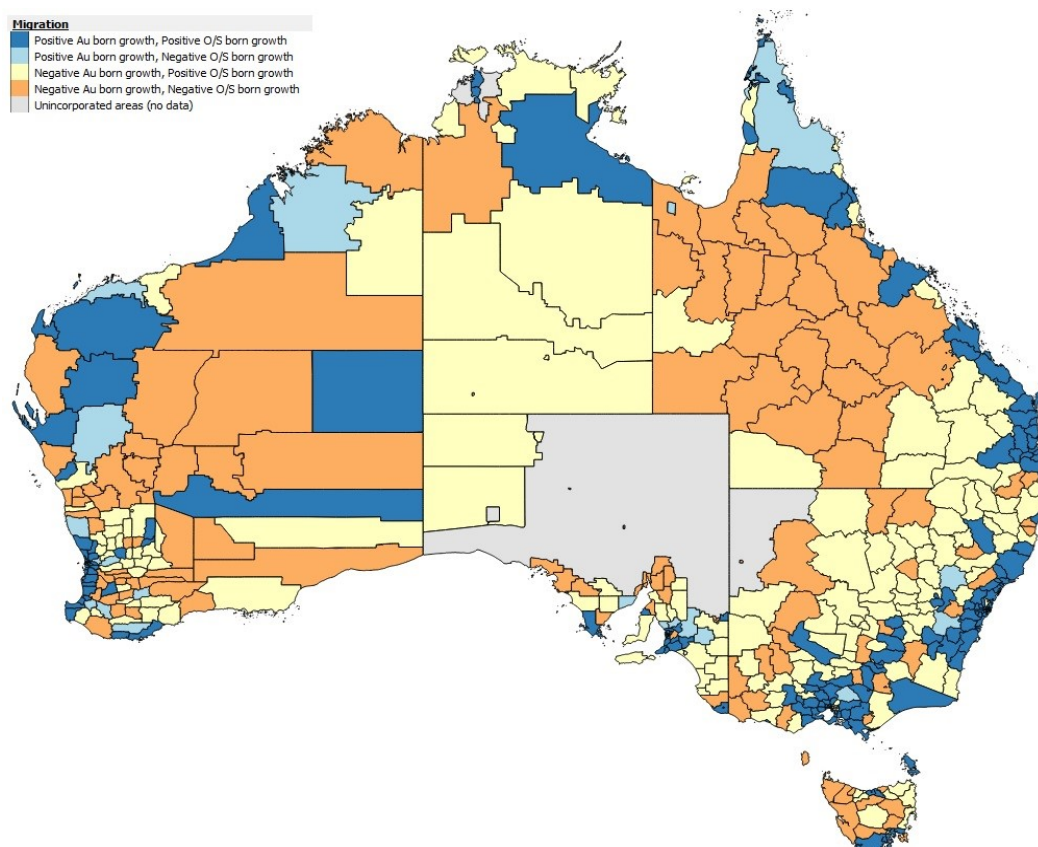 Migration
Positive Au born growth, Positive O/S born growth
Positive Au born growth, Negative O/S born growth
Negative Au born growth, Positive O/S born growth
Negative Au born growth, Negative O/S born growth
Unincorporated areas (no data)